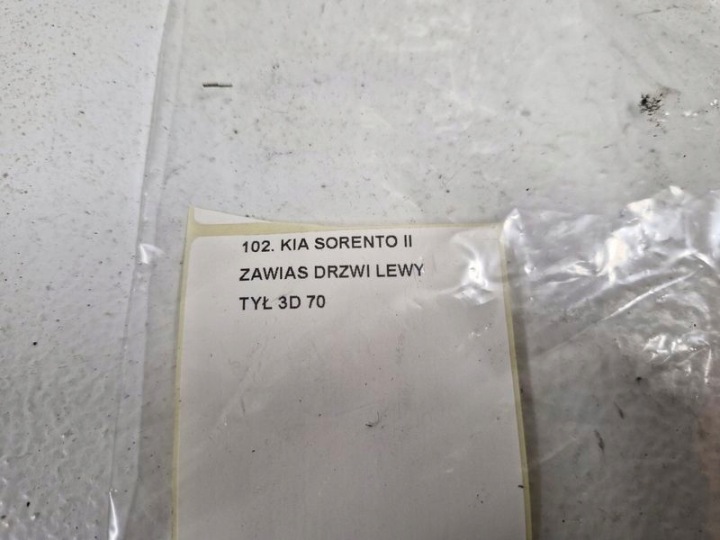 102. KIA SORENTO II
ZAWIAS DRZWI LEWY
TYŁ 3D 70